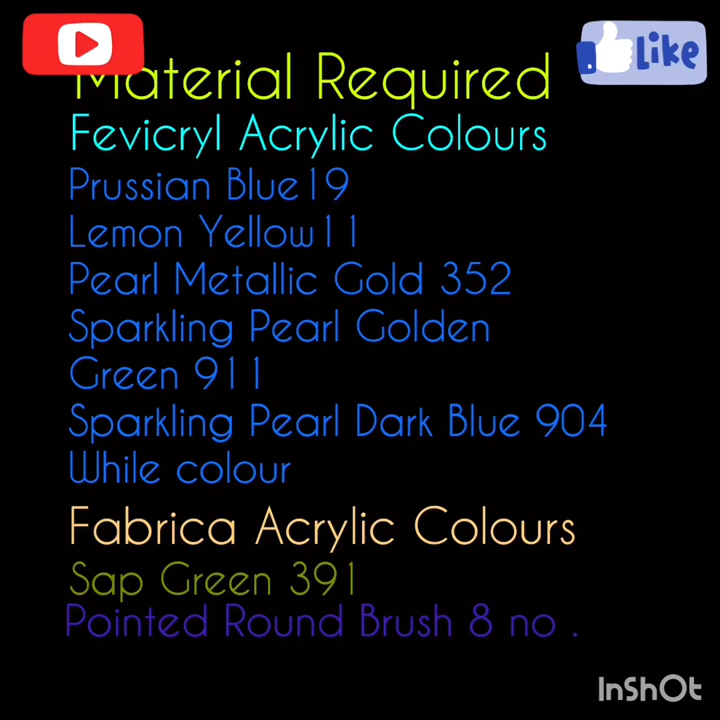 Like
Material Required
Fevicryl Acrylic Colours
Prussian Blue19
Lemon Yellow11
Pearl Metallic Gold 352
Sparkling Pearl Golden
Green 911
Sparkling Pearl Dark Blue 904
While colour
Fabrica Acrylic Colours
Sap Green 391
Pointed Round Brush 8 no .
InShOt